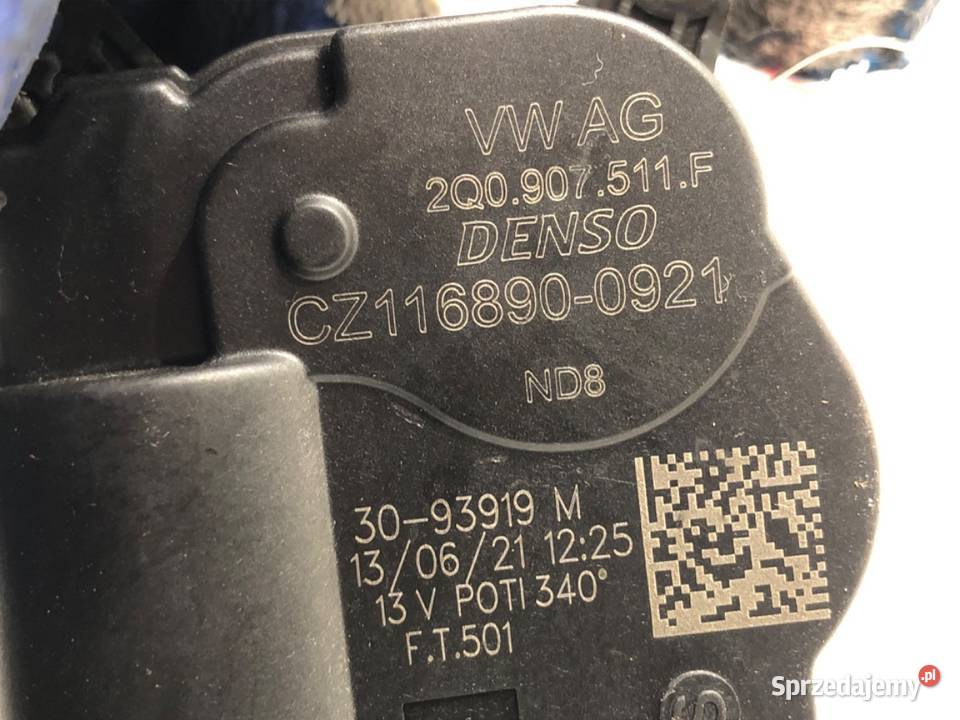 VW AG
2Q0.907.511.F
DENSO
CZ116890-0921
ND8
30-93919 M
13/06/21 12:25
13 V POTI 340°
F.T.501
Sprzedajemy.pl